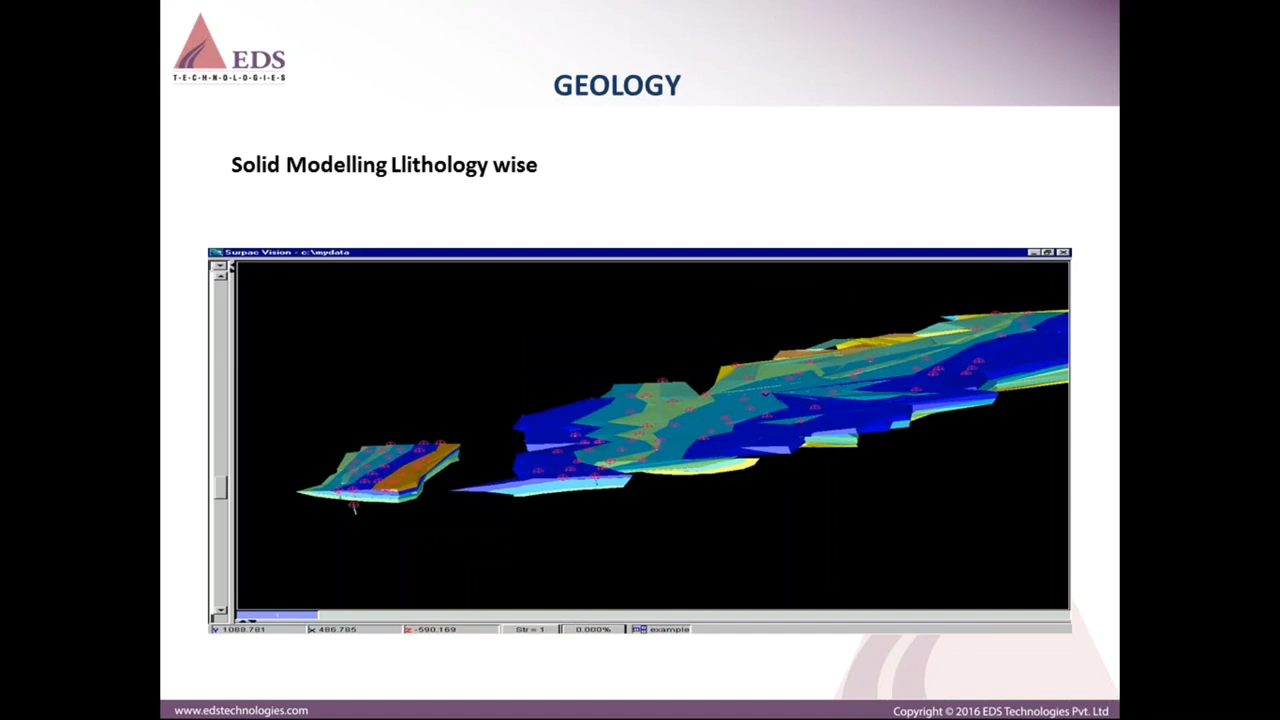 EDS
T·E·C·H·N·O·L·O·G·I·E·S
GEOLOGY
Solid Modelling Llithology wise
Surpac Vision - c:\mydata
Y 1088.781 X 486.785 Z -590.169 Str = 1 0.000% example
www.edstechnologies.com
Copyright © 2016 EDS Technologies Pvt. Ltd